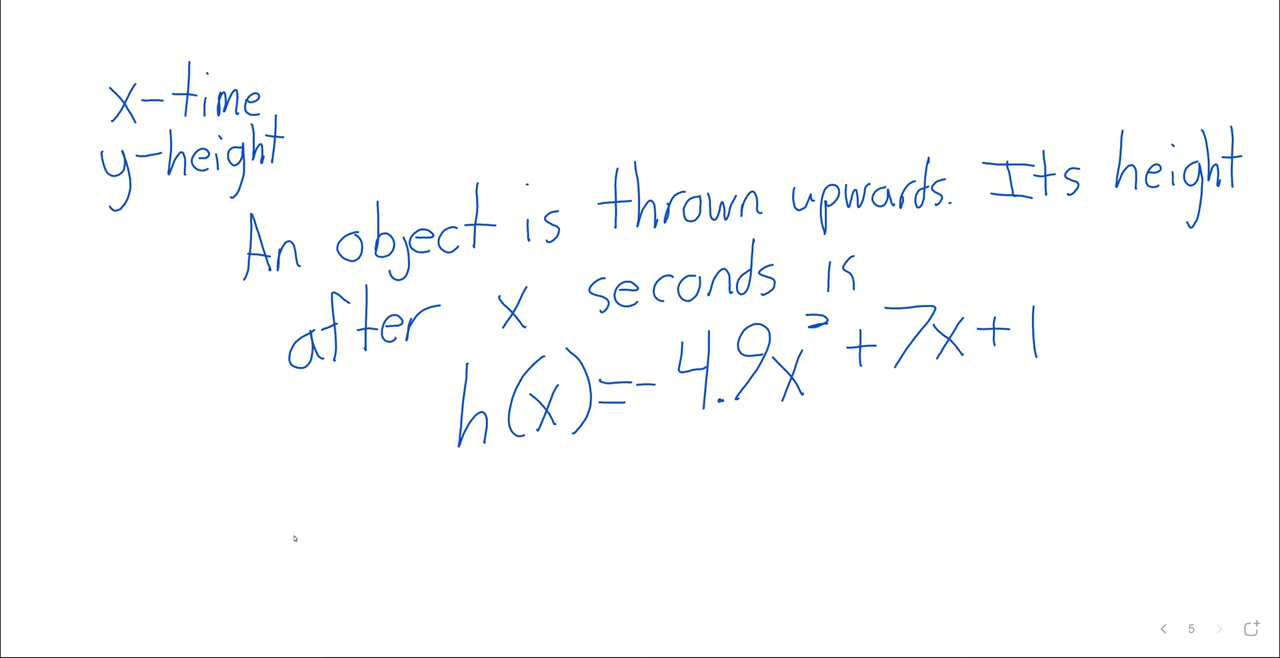 x-time
y-height
An object is thrown upwards. Its height
after x seconds is
h(x)=-4.9x²+7x+1
< 5 >